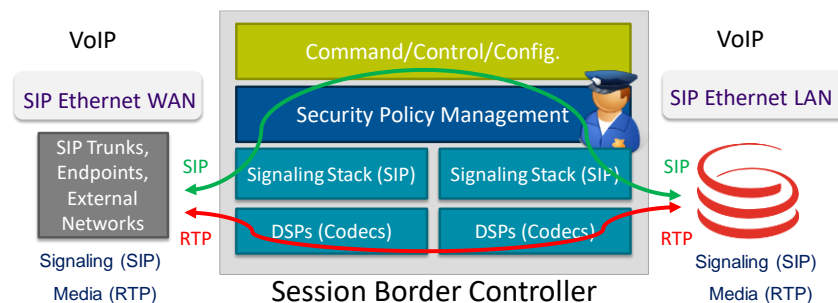 VoIP
SIP Ethernet WAN
SIP Trunks,
Endpoints,
External
Networks
Signaling (SIP)
Media (RTP)
SIP
RTP
Command/Control/Config.
Security Policy Management
Signaling Stack (SIP)
Signaling Stack (SIP)
DSPs (Codecs)
DSPs (Codecs)
Session Border Controller
VoIP
SIP Ethernet LAN
SIP
RTP
Signaling (SIP)
Media (RTP)